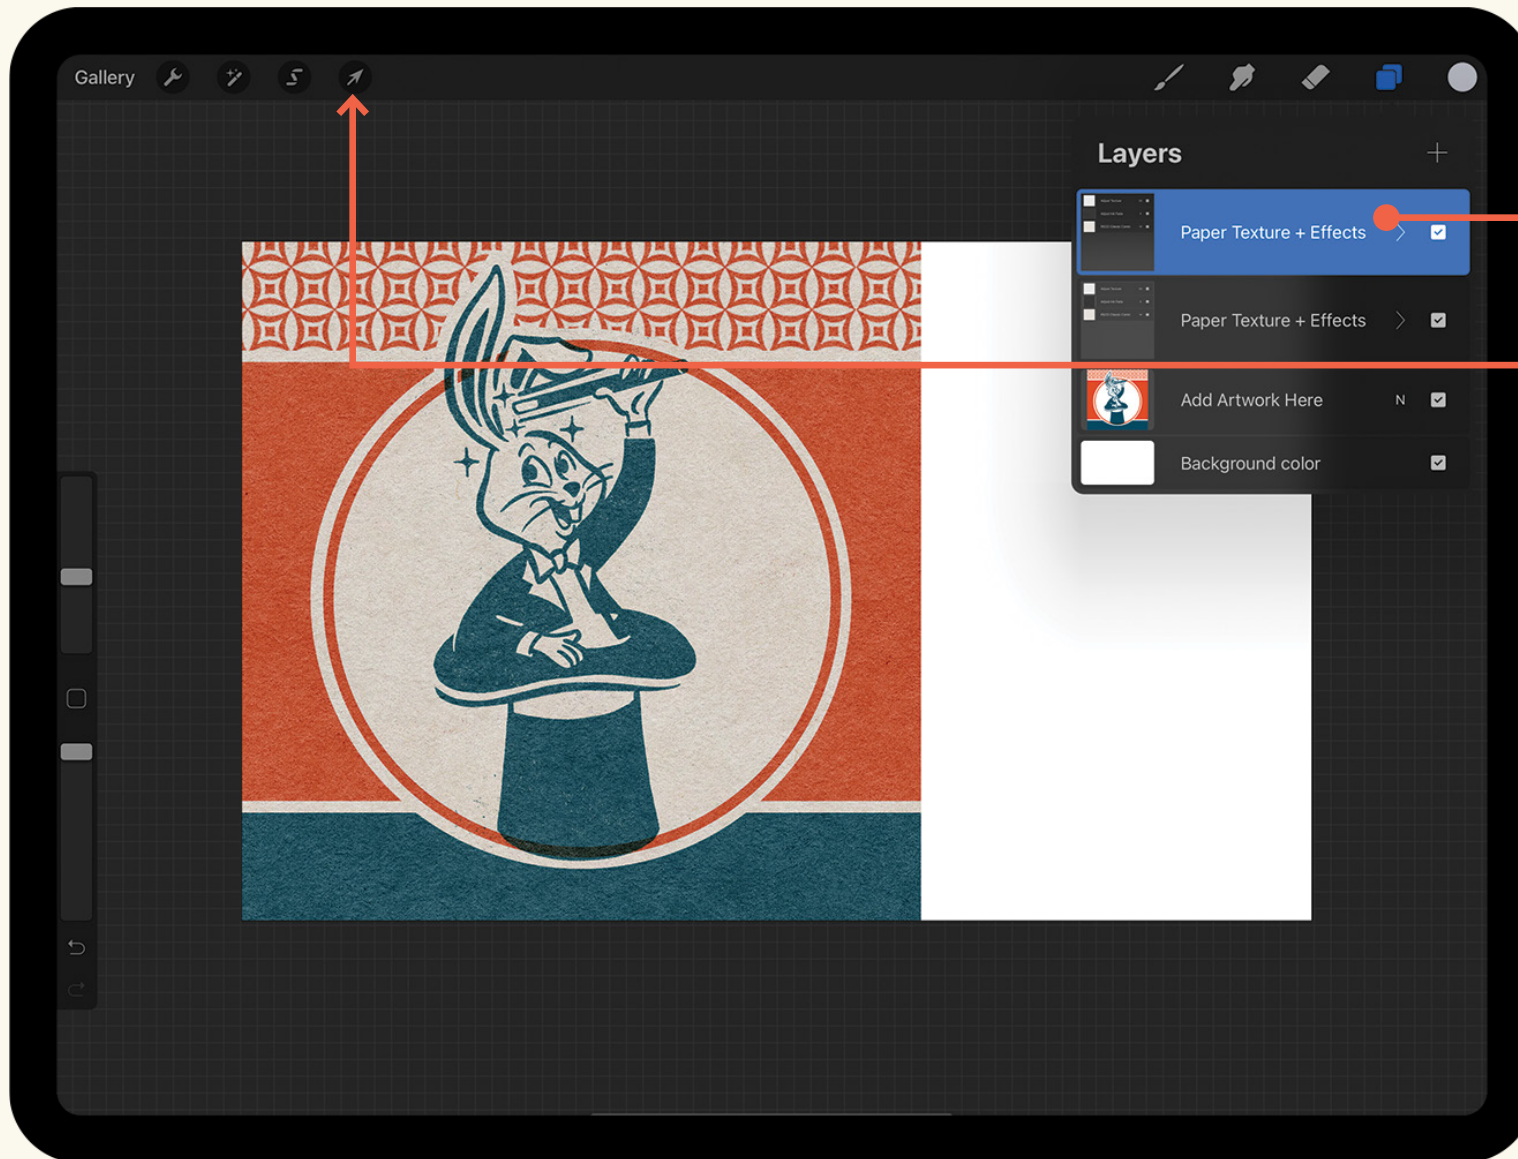 Gallery
Layers
Paper Texture + Effects
Paper Texture + Effects
Add Artwork Here N
Background color